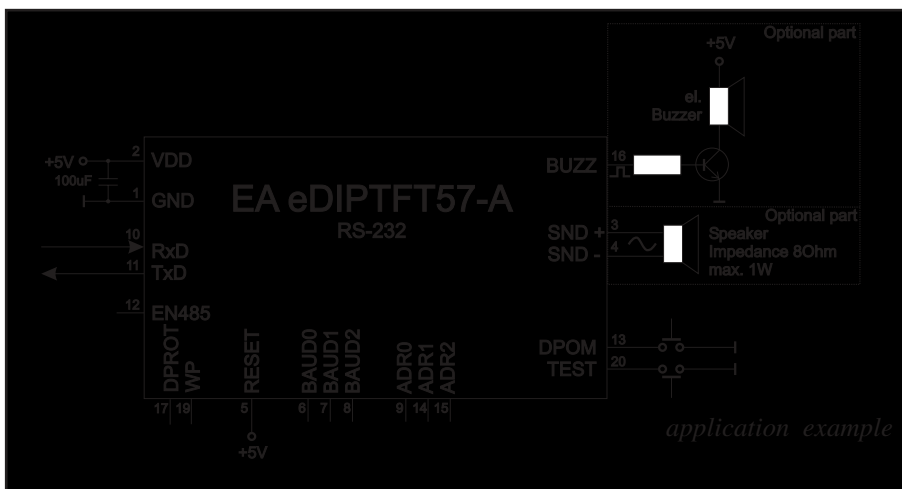 Optional part
+5V
el.
Buzzer
2
VDD
+5V
100uF
1
GND
BUZZ
16
EA eDIPTFT57-A
RS-232
10
RxD
11
TxD
12
EN485
Optional part
SND +
3
SND -
4
Speaker
Impedance 8Ohm
max. 1W
DPROT
WP
RESET
BAUD0
BAUD1
BAUD2
ADR0
ADR1
ADR2
DPOM
13
TEST
20
17
19
5
6
7
8
9
14
15
+5V
application example